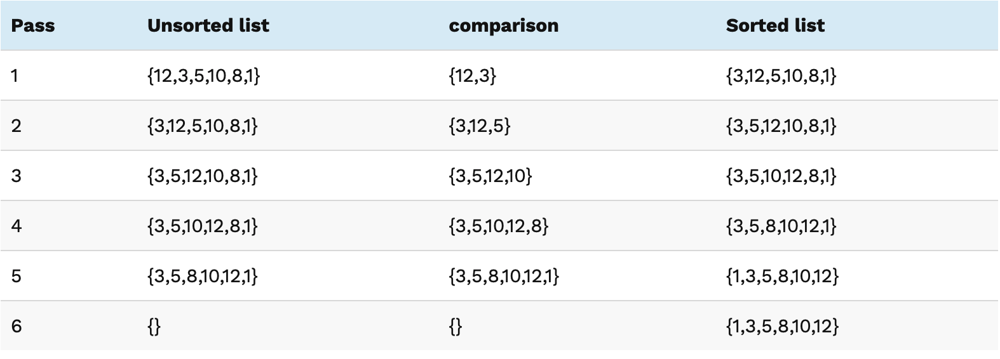 Pass Unsorted list comparison Sorted list
1 {12,3,5,10,8,1} {12,3} {3,12,5,10,8,1}
2 {3,12,5,10,8,1} {3,12,5} {3,5,12,10,8,1}
3 {3,5,12,10,8,1} {3,5,12,10} {3,5,10,12,8,1}
4 {3,5,10,12,8,1} {3,5,10,12,8} {3,5,8,10,12,1}
5 {3,5,8,10,12,1} {3,5,8,10,12,1} {1,3,5,8,10,12}
6 {} {} {1,3,5,8,10,12}